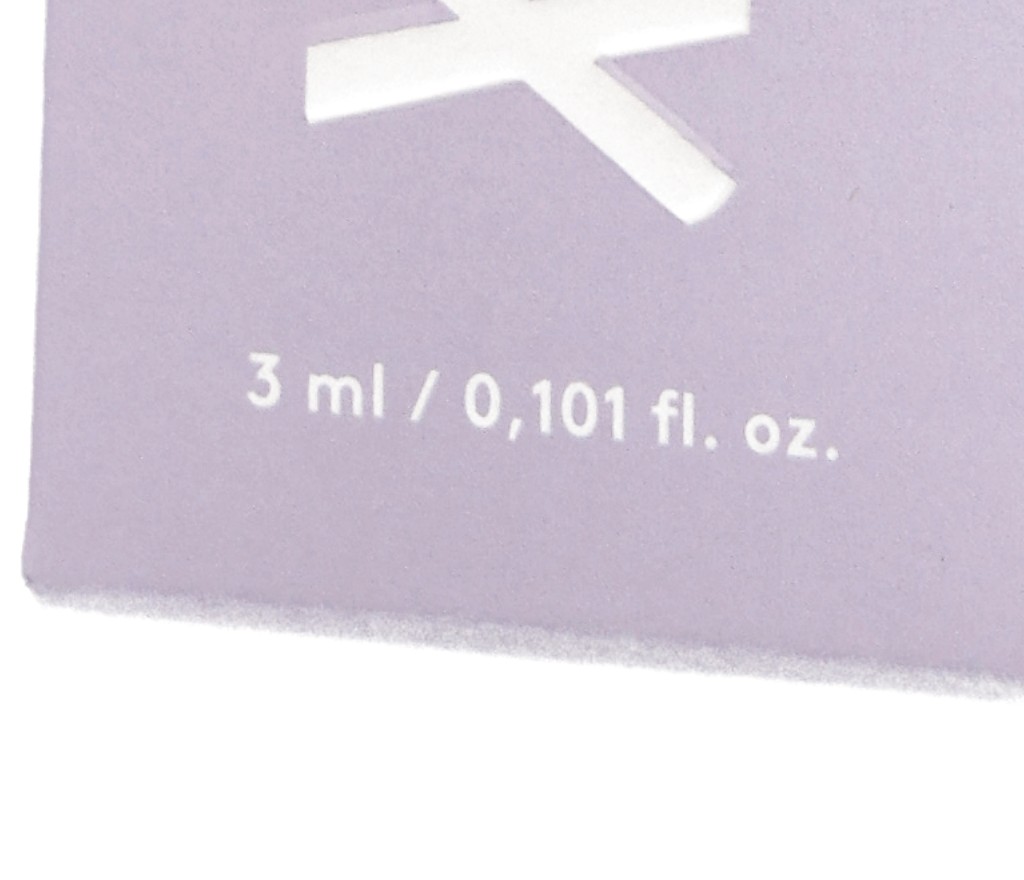 3 ml / 0,101 fl. oz.